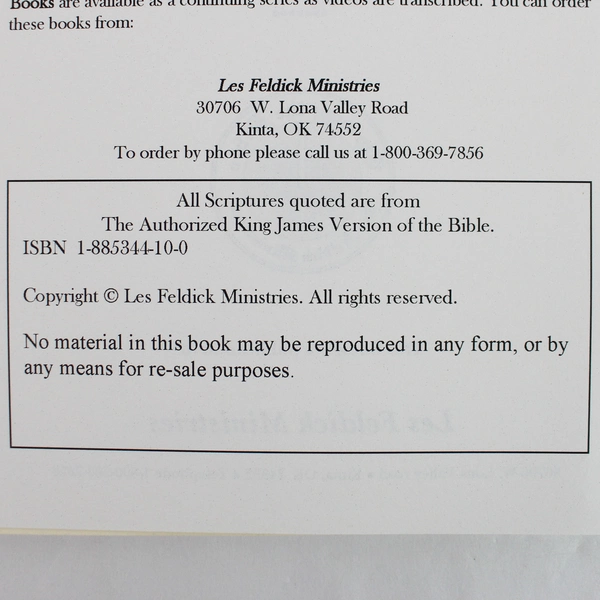 Books are available as a continuing series as videos are transcribed. You can order
these books from:
Les Feldick Ministries
30706 W. Lona Valley Road
Kinta, OK 74552
To order by phone please call us at 1-800-369-7856
All Scriptures quoted are from
The Authorized King James Version of the Bible.
ISBN 1-885344-10-0
Copyright © Les Feldick Ministries. All rights reserved.
No material in this book may be reproduced in any form, or by
any means for re-sale purposes.
Les Feldick Ministries